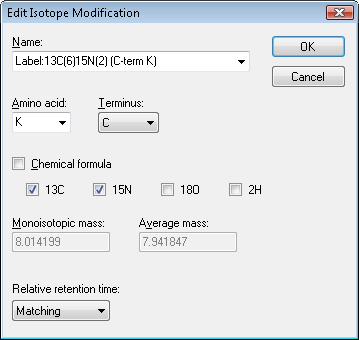 Edit Isotope Modification
Name:
Label:13C(6)15N(2) (C-term K)
OK
Cancel
Amino acid: Terminus:
K C
Chemical formula
13C 15N 18O 2H
Monoisotopic mass: Average mass:
8.014199 7.941847
Relative retention time:
Matching